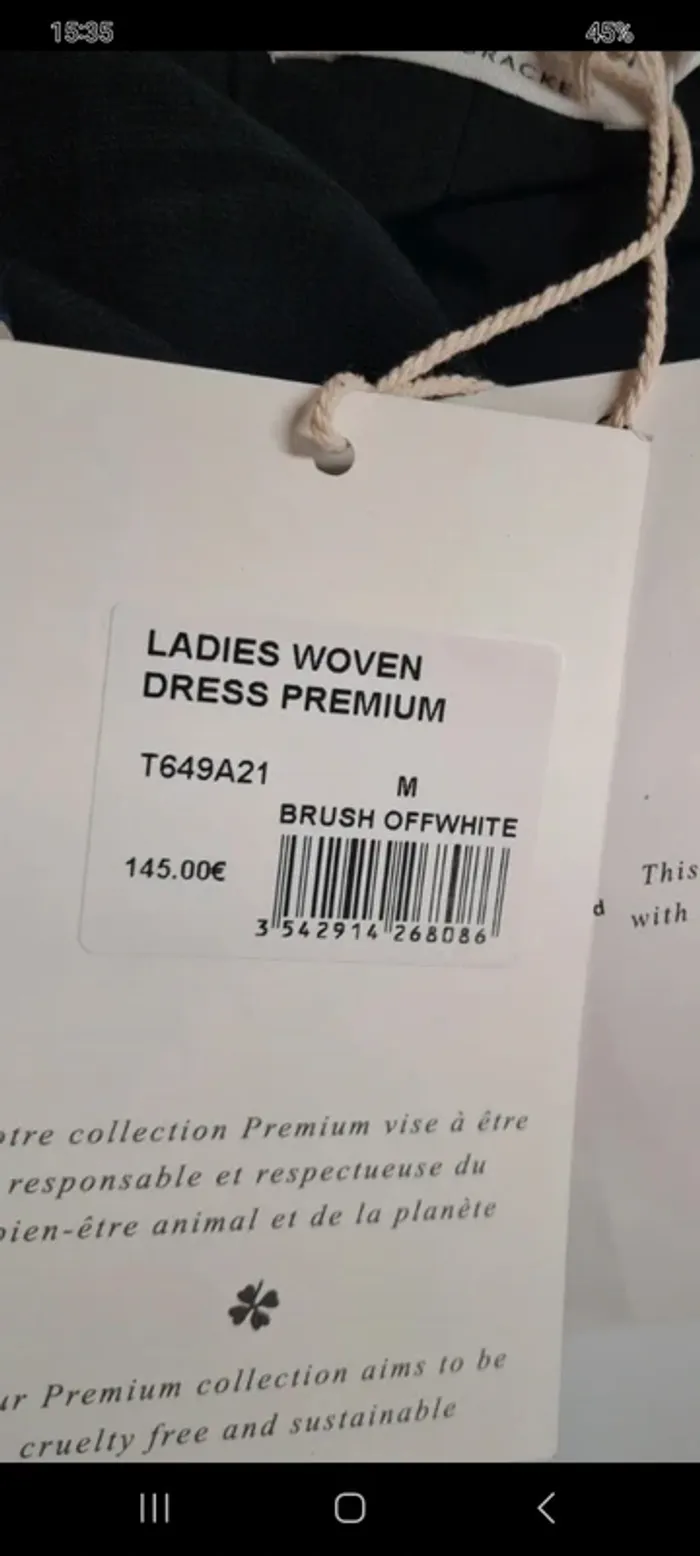 15:35
45%
LADIES WOVEN
DRESS PREMIUM
T649A21
M
BRUSH OFFWHITE
145.00€
3 542914 268086
This
d
with
otre collection Premium vise à être
responsable et respectueuse du
bien-être animal et de la planète
ur Premium collection aims to be
cruelty free and sustainable